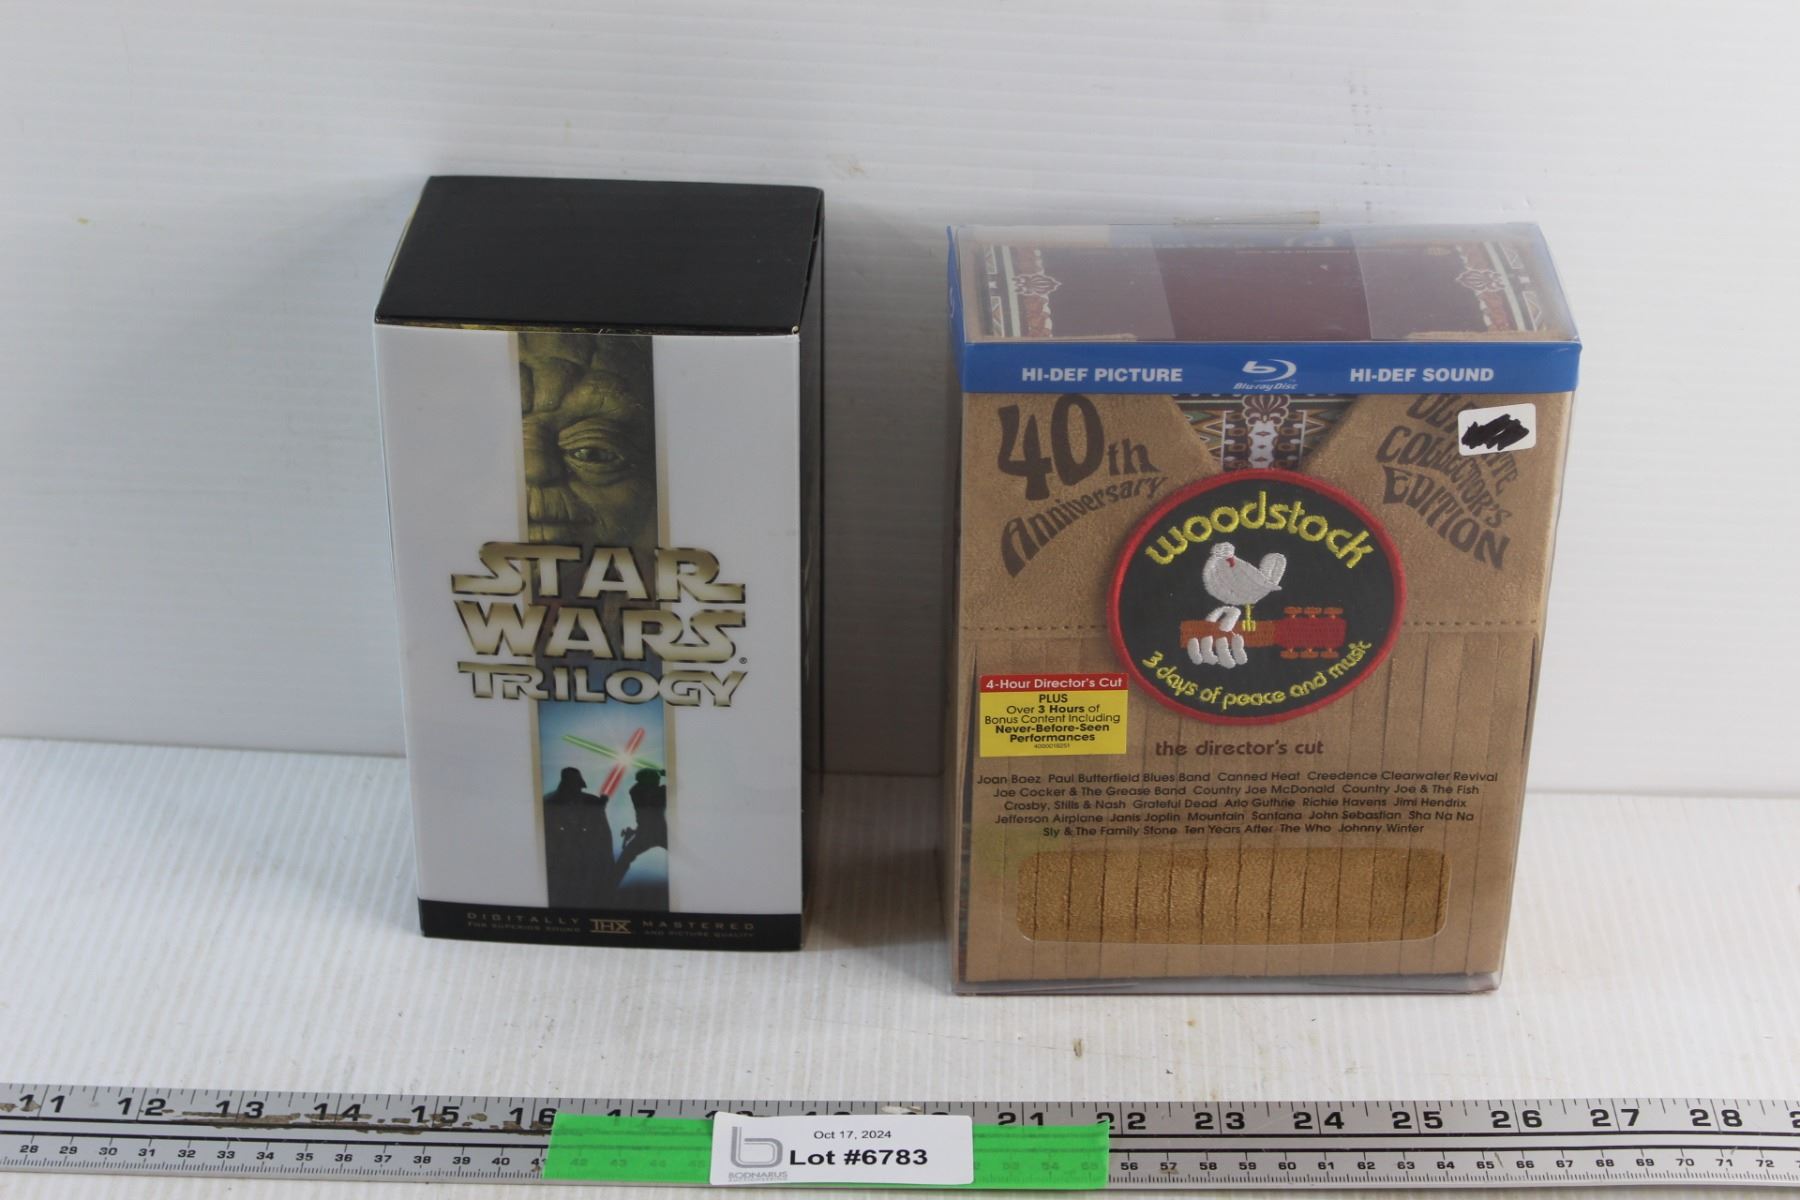 STAR
WARS
TRILOGY
DIGITALLY THX MASTERED
FOR SUPERIOR SOUND AND PICTURE QUALITY
HI-DEF PICTURE Blu-ray Disc HI-DEF SOUND
40th
Anniversary
COLLECTOR'S
EDITION
woodstock
3 days of peace and music
4-Hour Director's Cut
PLUS
Over 3 Hours of
Bonus Content Including
Never-Before-Seen
Performances
the director's cut
Joan Baez Paul Butterfield Blues Band Canned Heat Creedence Clearwater Revival
Joe Cocker & The Grease Band Country Joe McDonald Country Joe & The Fish
Crosby, Stills & Nash Grateful Dead Arlo Guthrie Richie Havens Jimi Hendrix
Jefferson Airplane Janis Joplin Mountain Santana John Sebastian Sha Na Na
Sly & The Family Stone Ten Years After The Who Johnny Winter
11 12 13 14 15 16 17 21 22 23 24 25 26 27 28
28 29 30 31 32 33 34 35 36 37 38 39 40 56 57 58 59 60 61 62 63 64 65 66 67 68 69 70 71 72
Oct 17, 2024
Lot #6783
BODNARUS
AUCTIONEERING